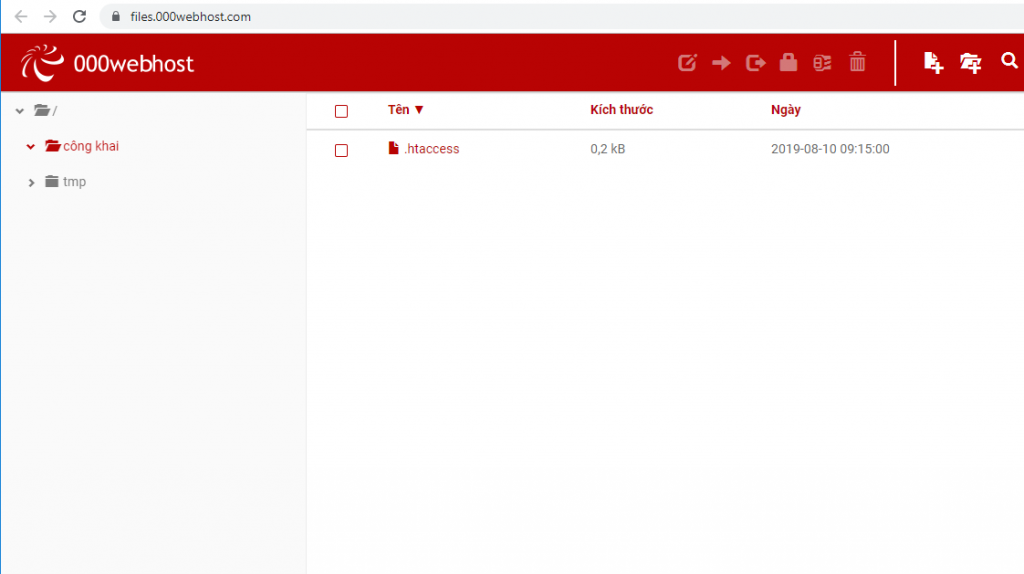 files.000webhost.com
000webhost
/
công khai
tmp
Tên ▼ Kích thước Ngày
.htaccess 0,2 kB 2019-08-10 09:15:00